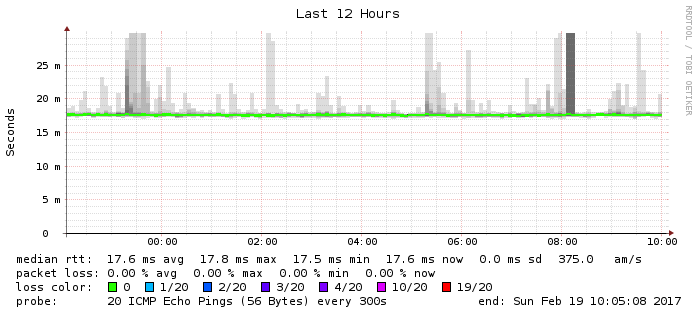 Last 12 Hours
RRDTOOL / TOBI OETIKER
Seconds
25 m
20 m
15 m
10 m
5 m
0
00:00 02:00 04:00 06:00 08:00 10:00
median rtt: 17.6 ms avg 17.8 ms max 17.5 ms min 17.6 ms now 0.0 ms sd 375.0 am/s
packet loss: 0.00 % avg 0.00 % max 0.00 % min 0.00 % now
loss color: 0 1/20 2/20 3/20 4/20 10/20 19/20
probe: 20 ICMP Echo Pings (56 Bytes) every 300s end: Sun Feb 19 10:05:08 2017